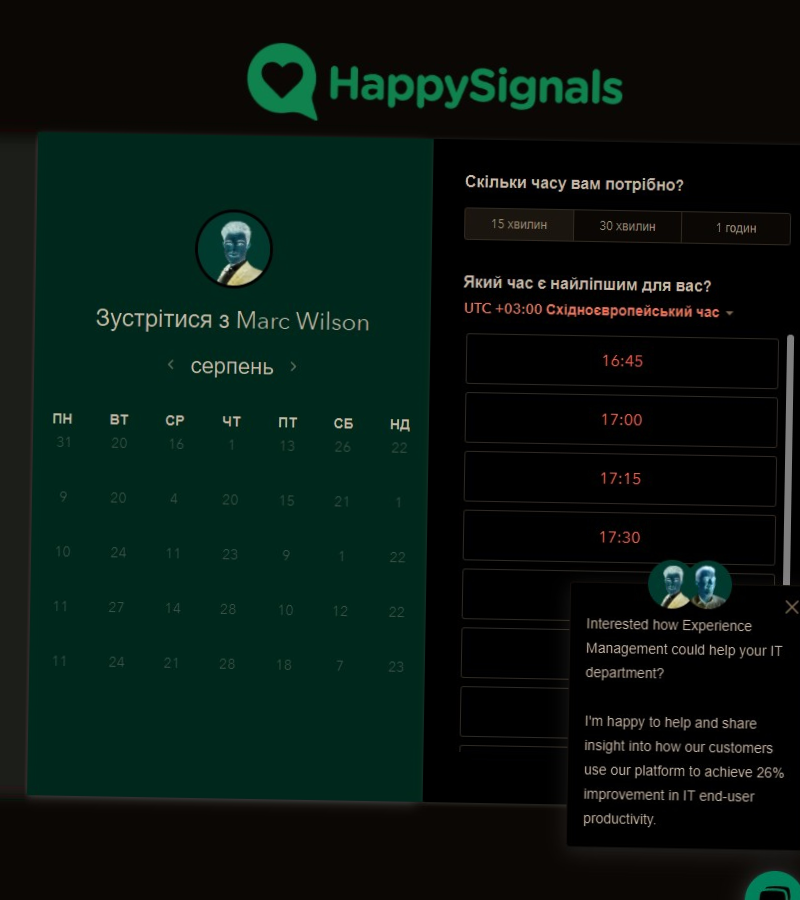 HappySignals
Зустрітися з Marc Wilson
серпень
ПН ВТ СР ЧТ ПТ СБ НД
31 20 16 1 13 26 22
9 20 4 20 15 21 1
10 24 11 23 9 1 22
11 27 14 28 10 12 22
11 24 21 28 18 7 23
Скільки часу вам потрібно?
15 хвилин 30 хвилин 1 годин
Який час є найліпшим для вас?
UTC +03:00 Східноєвропейський час
16:45
17:00
17:15
17:30
Interested how Experience
Management could help your IT
department?
I'm happy to help and share
insight into how our customers
use our platform to achieve 26%
improvement in IT end-user
productivity.